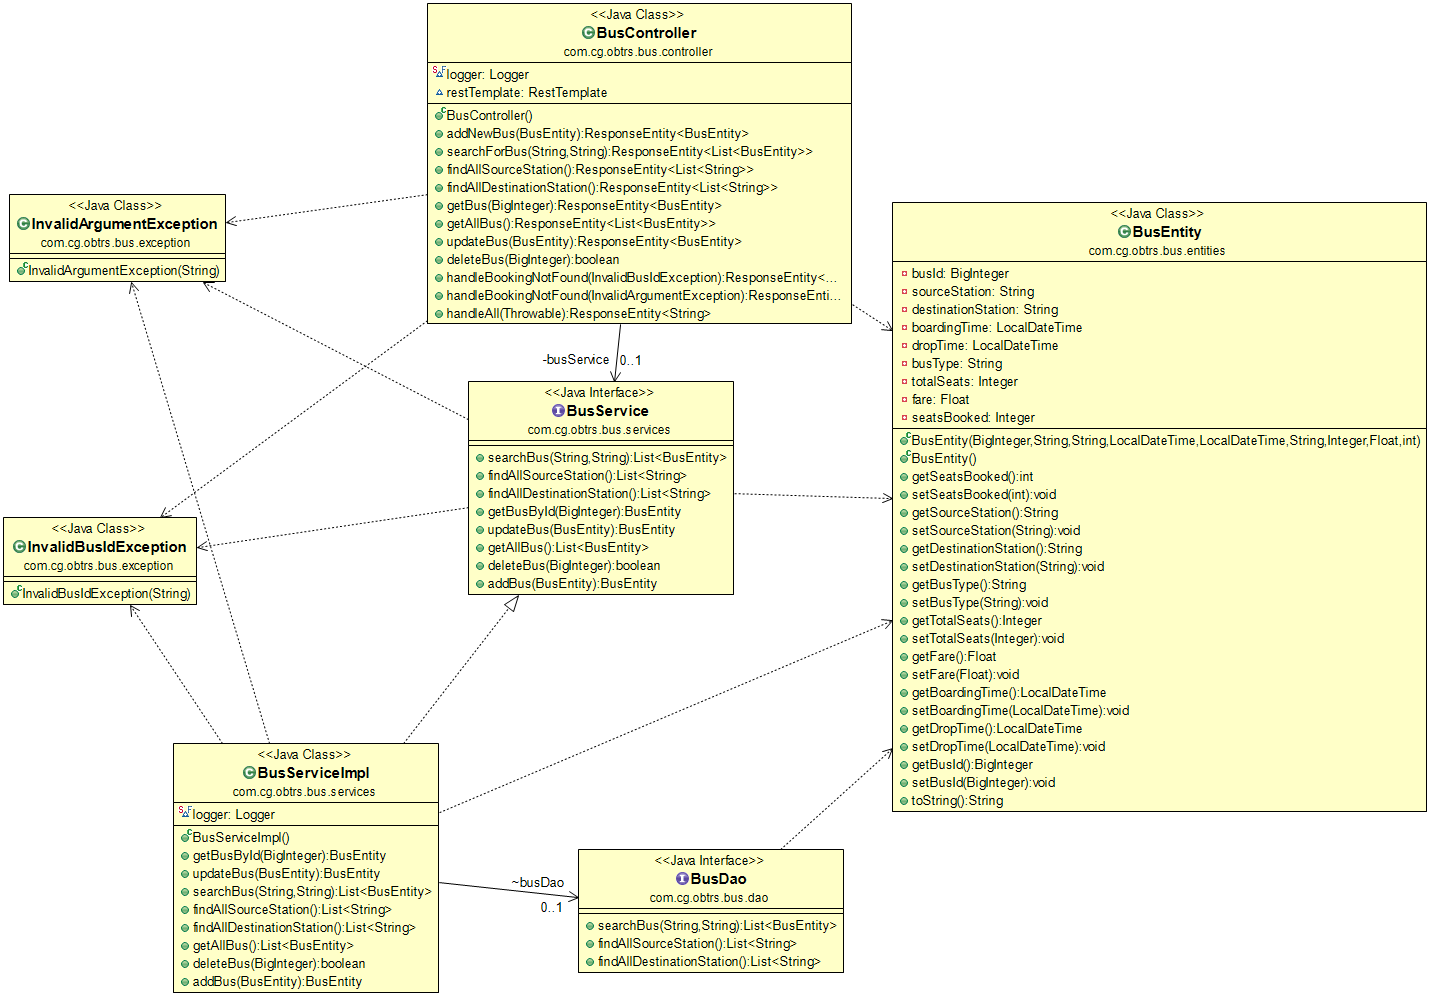 <<Java Class>>
BusController
com.cg.obtrs.bus.controller
logger: Logger
restTemplate: RestTemplate
BusController()
addNewBus(BusEntity):ResponseEntity<BusEntity>
searchForBus(String,String):ResponseEntity<List<BusEntity>>
findAllSourceStation():ResponseEntity<List<String>>
findAllDestinationStation():ResponseEntity<List<String>>
getBus(BigInteger):ResponseEntity<BusEntity>
getAllBus():ResponseEntity<List<BusEntity>>
updateBus(BusEntity):ResponseEntity<BusEntity>
deleteBus(BigInteger):boolean
handleBookingNotFound(InvalidBusIdException):ResponseEntity<...
handleBookingNotFound(InvalidArgumentException):ResponseEnti...
handleAll(Throwable):ResponseEntity<String>
<<Java Class>>
InvalidArgumentException
com.cg.obtrs.bus.exception
InvalidArgumentException(String)
<<Java Class>>
BusEntity
com.cg.obtrs.bus.entities
busId: BigInteger
sourceStation: String
destinationStation: String
boardingTime: LocalDateTime
dropTime: LocalDateTime
busType: String
totalSeats: Integer
fare: Float
seatsBooked: Integer
BusEntity(BigInteger,String,String,LocalDateTime,LocalDateTime,String,Integer,Float,int)
BusEntity()
getSeatsBooked():int
setSeatsBooked(int):void
getSourceStation():String
setSourceStation(String):void
getDestinationStation():String
setDestinationStation(String):void
getBusType():String
setBusType(String):void
getTotalSeats():Integer
setTotalSeats(Integer):void
getFare():Float
setFare(Float):void
getBoardingTime():LocalDateTime
setBoardingTime(LocalDateTime):void
getDropTime():LocalDateTime
setDropTime(LocalDateTime):void
getBusId():BigInteger
setBusId(BigInteger):void
toString():String
-busService 0..1
<<Java Interface>>
BusService
com.cg.obtrs.bus.services
searchBus(String,String):List<BusEntity>
findAllSourceStation():List<String>
findAllDestinationStation():List<String>
getBusById(BigInteger):BusEntity
updateBus(BusEntity):BusEntity
getAllBus():List<BusEntity>
deleteBus(BigInteger):boolean
addBus(BusEntity):BusEntity
<<Java Class>>
InvalidBusIdException
com.cg.obtrs.bus.exception
InvalidBusIdException(String)
<<Java Class>>
BusServiceImpl
com.cg.obtrs.bus.services
logger: Logger
BusServiceImpl()
getBusById(BigInteger):BusEntity
updateBus(BusEntity):BusEntity
searchBus(String,String):List<BusEntity>
findAllSourceStation():List<String>
findAllDestinationStation():List<String>
getAllBus():List<BusEntity>
deleteBus(BigInteger):boolean
addBus(BusEntity):BusEntity
~busDao
0..1
<<Java Interface>>
BusDao
com.cg.obtrs.bus.dao
searchBus(String,String):List<BusEntity>
findAllSourceStation():List<String>
findAllDestinationStation():List<String>